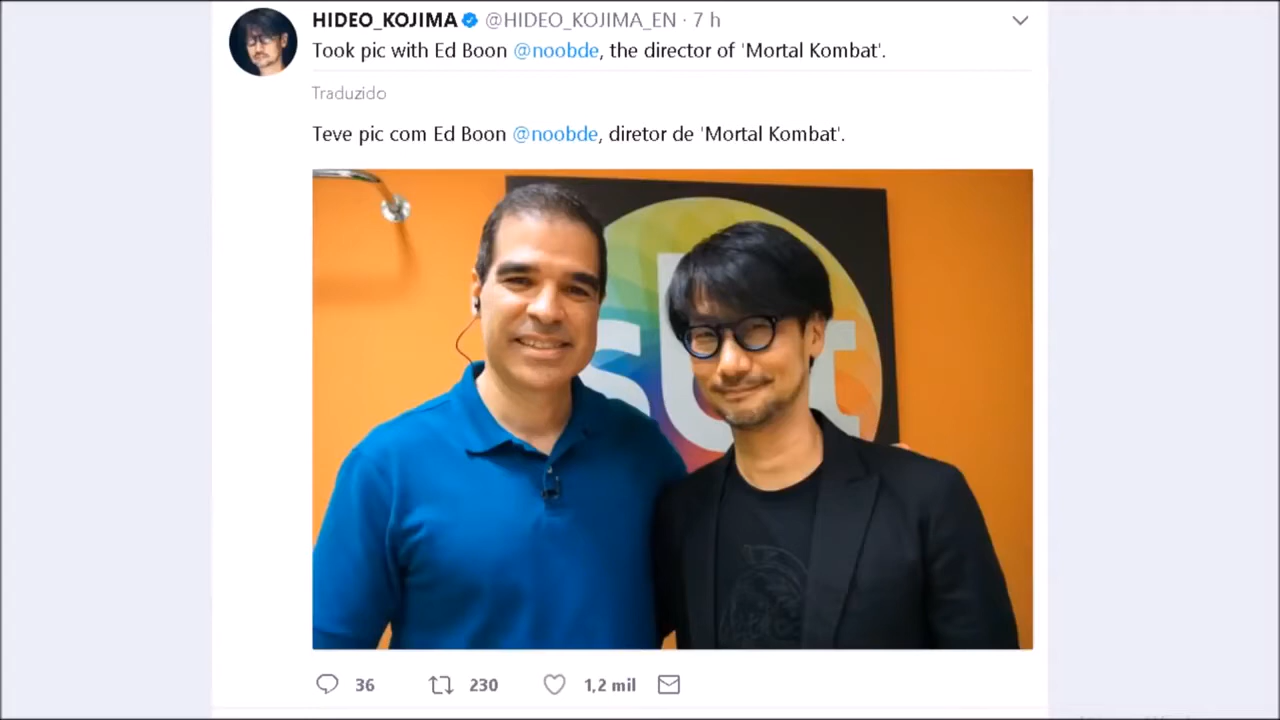 HIDEO_KOJIMA @HIDEO_KOJIMA_EN · 7 h
Took pic with Ed Boon @noobde, the director of 'Mortal Kombat'.
Traduzido
Teve pic com Ed Boon @noobde, diretor de 'Mortal Kombat'.
sbt
36 230 1,2 mil